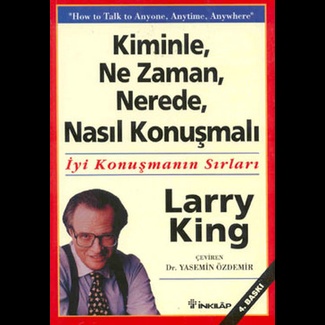 "How to Talk to Anyone, Anytime, Anywhere"
Kiminle,
Ne Zaman,
Nerede,
Nasıl Konuşmalı
İyi Konuşmanın Sırları
Larry
King
ÇEVİREN
Dr. YASEMİN ÖZDEMİR
İNKILÂP
4. BASKI